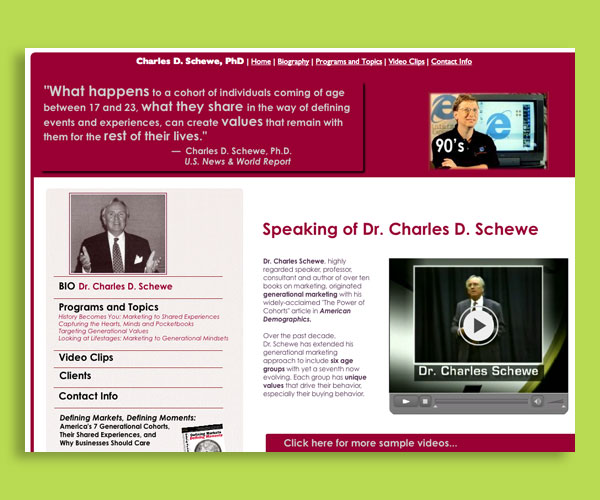 Charles D. Schewe, PhD | Home | Biography | Programs and Topics | Video Clips | Contact Info
"What happens to a cohort of individuals coming of age
between 17 and 23, what they share in the way of defining
events and experiences, can create values that remain with
them for the rest of their lives."
— Charles D. Schewe, Ph.D.
U.S. News & World Report
90's
BIO Dr. Charles D. Schewe
Programs and Topics
History Becomes You: Marketing to Shared Experiences
Capturing the Hearts, Minds and Pocketbooks
Targeting Generational Values
Looking at Lifestages: Marketing to Generational Mindsets
Video Clips
Clients
Contact Info
Defining Markets, Defining Moments:
America's 7 Generational Cohorts,
Their Shared Experiences, and
Why Businesses Should Care
Defining Markets
Defining Moments
Speaking of Dr. Charles D. Schewe
Dr. Charles Schewe, highly
regarded speaker, professor,
consultant and author of over ten
books on marketing, originated
generational marketing with his
widely-acclaimed "The Power of
Cohorts" article in American
Demographics.
Over the past decade,
Dr. Schewe has extended his
generational marketing
approach to include six age
groups with yet a seventh now
evolving. Each group has unique
values that drive their behavior,
especially their buying behavior.
Dr. Charles Schewe
Click here for more sample videos...